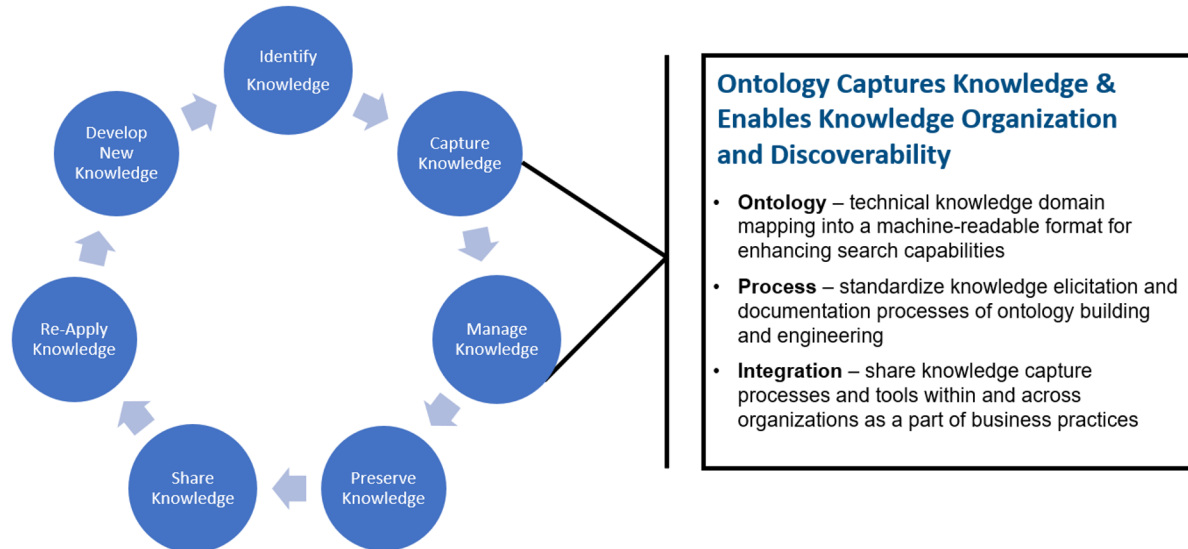 Identify
Knowledge
Capture
Knowledge
Manage
Knowledge
Preserve
Knowledge
Share
Knowledge
Re-Apply
Knowledge
Develop
New
Knowledge
Ontology Captures Knowledge &
Enables Knowledge Organization
and Discoverability
• Ontology – technical knowledge domain
mapping into a machine-readable format for
enhancing search capabilities
• Process – standardize knowledge elicitation and
documentation processes of ontology building
and engineering
• Integration – share knowledge capture
processes and tools within and across
organizations as a part of business practices